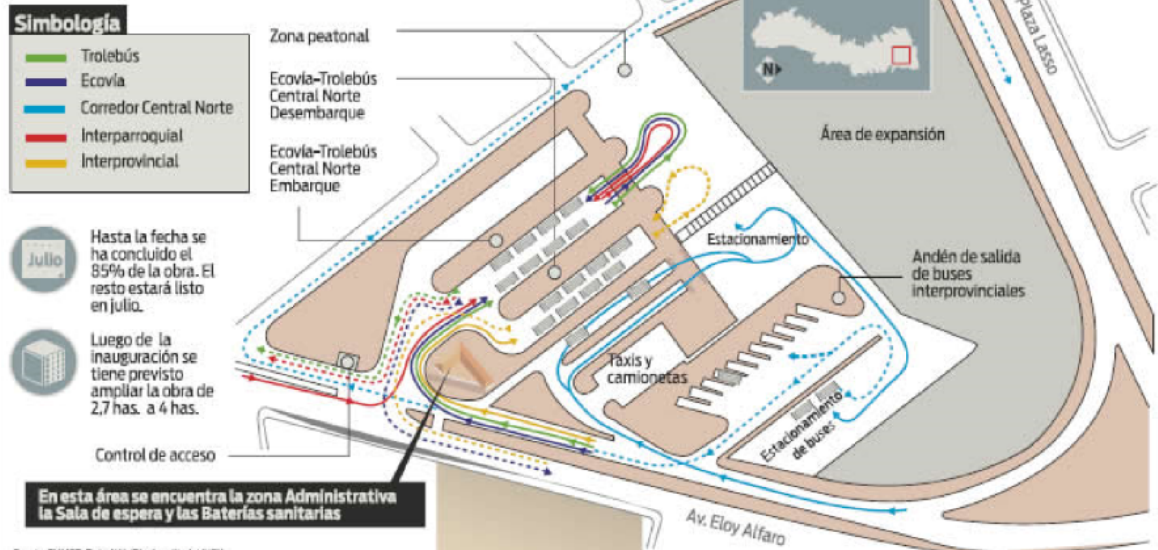 Simbología
Trolebús
Ecovía
Corredor Central Norte
Interparroquial
Interprovincial
Zona peatonal
Ecovía-Trolebús
Central Norte
Desembarque
Ecovía-Trolebús
Central Norte
Embarque
N
Plaza Lasso
Área de expansión
Julio
Hasta la fecha se
ha concluido el
85% de la obra. El
resto estará listo
en julio.
Luego de la
inauguración se
tiene previsto
ampliar la obra de
2,7 has. a 4 has.
Estacionamiento
Andén de salida
de buses
interprovinciales
Taxis y
camionetas
Estacionamiento
de buses
Control de acceso
En esta área se encuentra la zona Administrativa
la Sala de espera y las Baterías sanitarias
Av. Eloy Alfaro